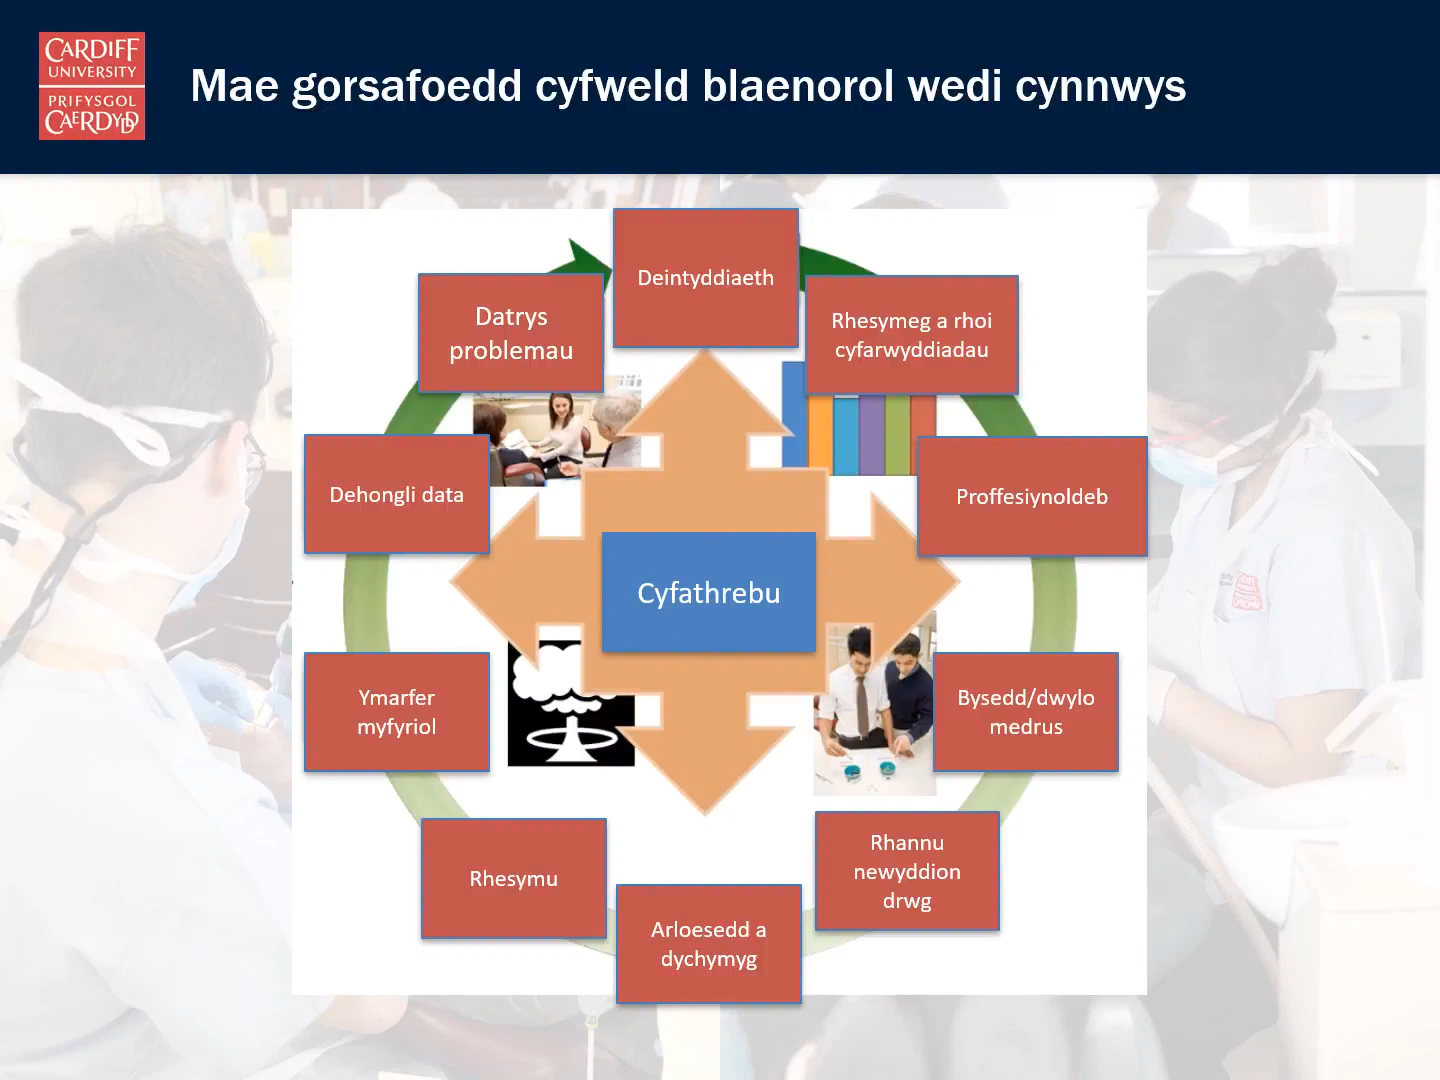 CARDIFF
UNIVERSITY
PRIFYSGOL
CAERDYDD
Mae gorsafoedd cyfweld blaenorol wedi cynnwys
Deintyddiaeth
Rhesymeg a rhoi
cyfarwyddiadau
Proffesiynoldeb
Bysedd/dwylo
medrus
Rhannu
newyddion
drwg
Arloesedd a
dychymyg
Rhesymu
Ymarfer
myfyriol
Dehongli data
Datrys
problemau
Cyfathrebu